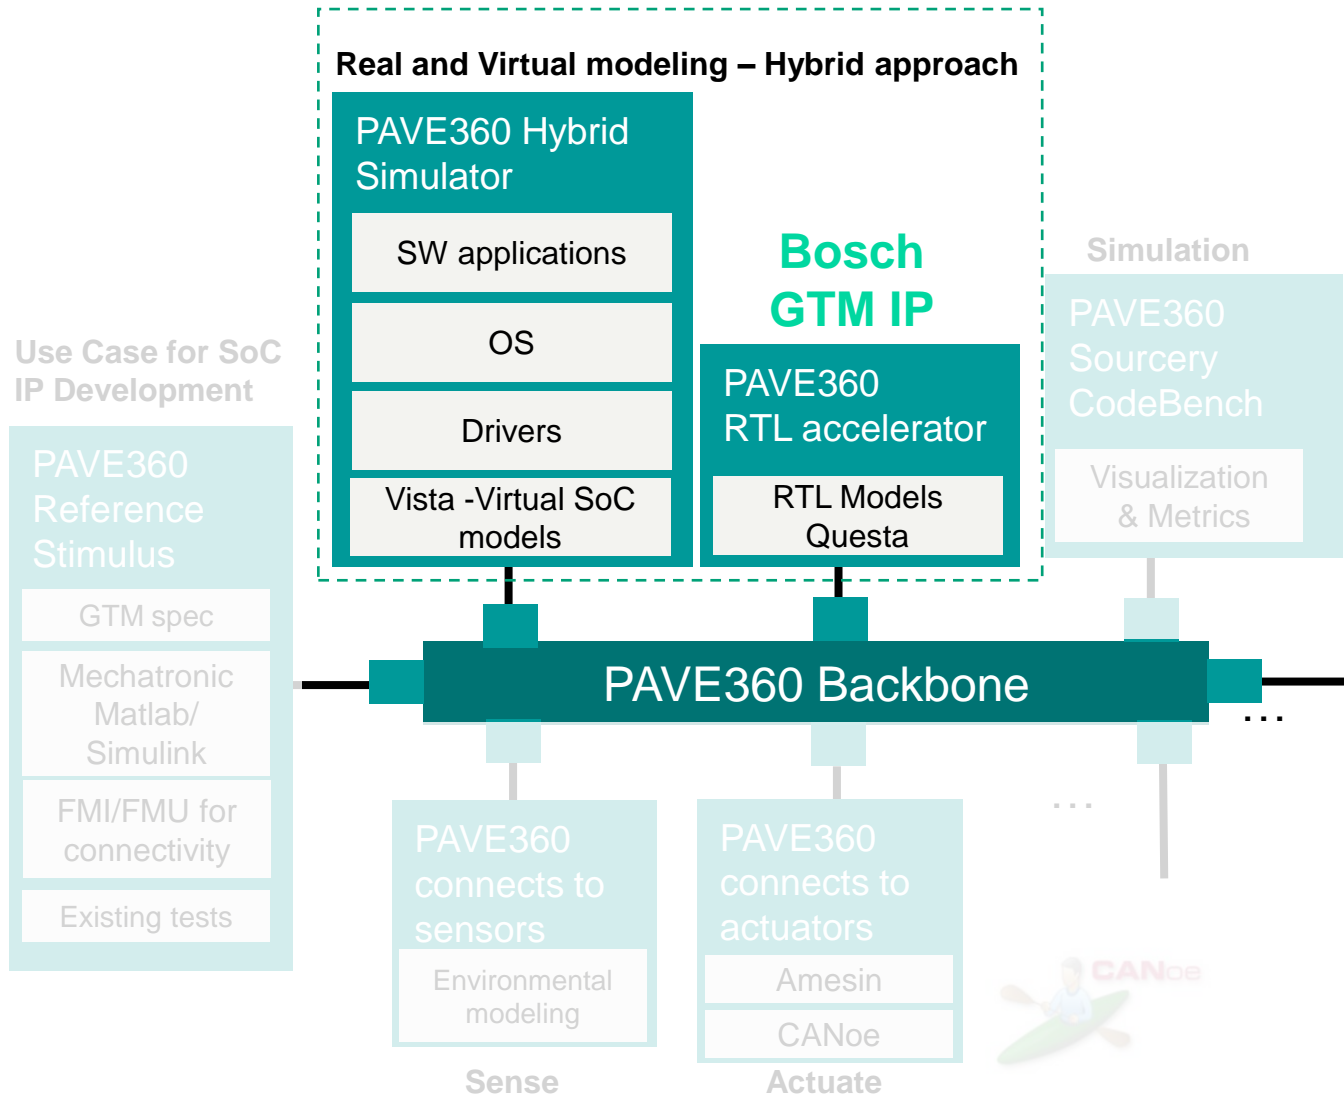 Real and Virtual modeling – Hybrid approach
PAVE360 Hybrid
Simulator
SW applications
OS
Drivers
Vista -Virtual SoC
models
Bosch
GTM IP
PAVE360
RTL accelerator
RTL Models
Questa
Simulation
PAVE360
Sourcery
CodeBench
Visualization
& Metrics
Use Case for SoC
IP Development
PAVE360
Reference
Stimulus
GTM spec
Mechatronic
Matlab/
Simulink
FMI/FMU for
connectivity
Existing tests
PAVE360 Backbone
...
PAVE360
connects to
sensors
Environmental
modeling
Sense
PAVE360
connects to
actuators
Amesin
CANoe
Actuate
...
CANoe